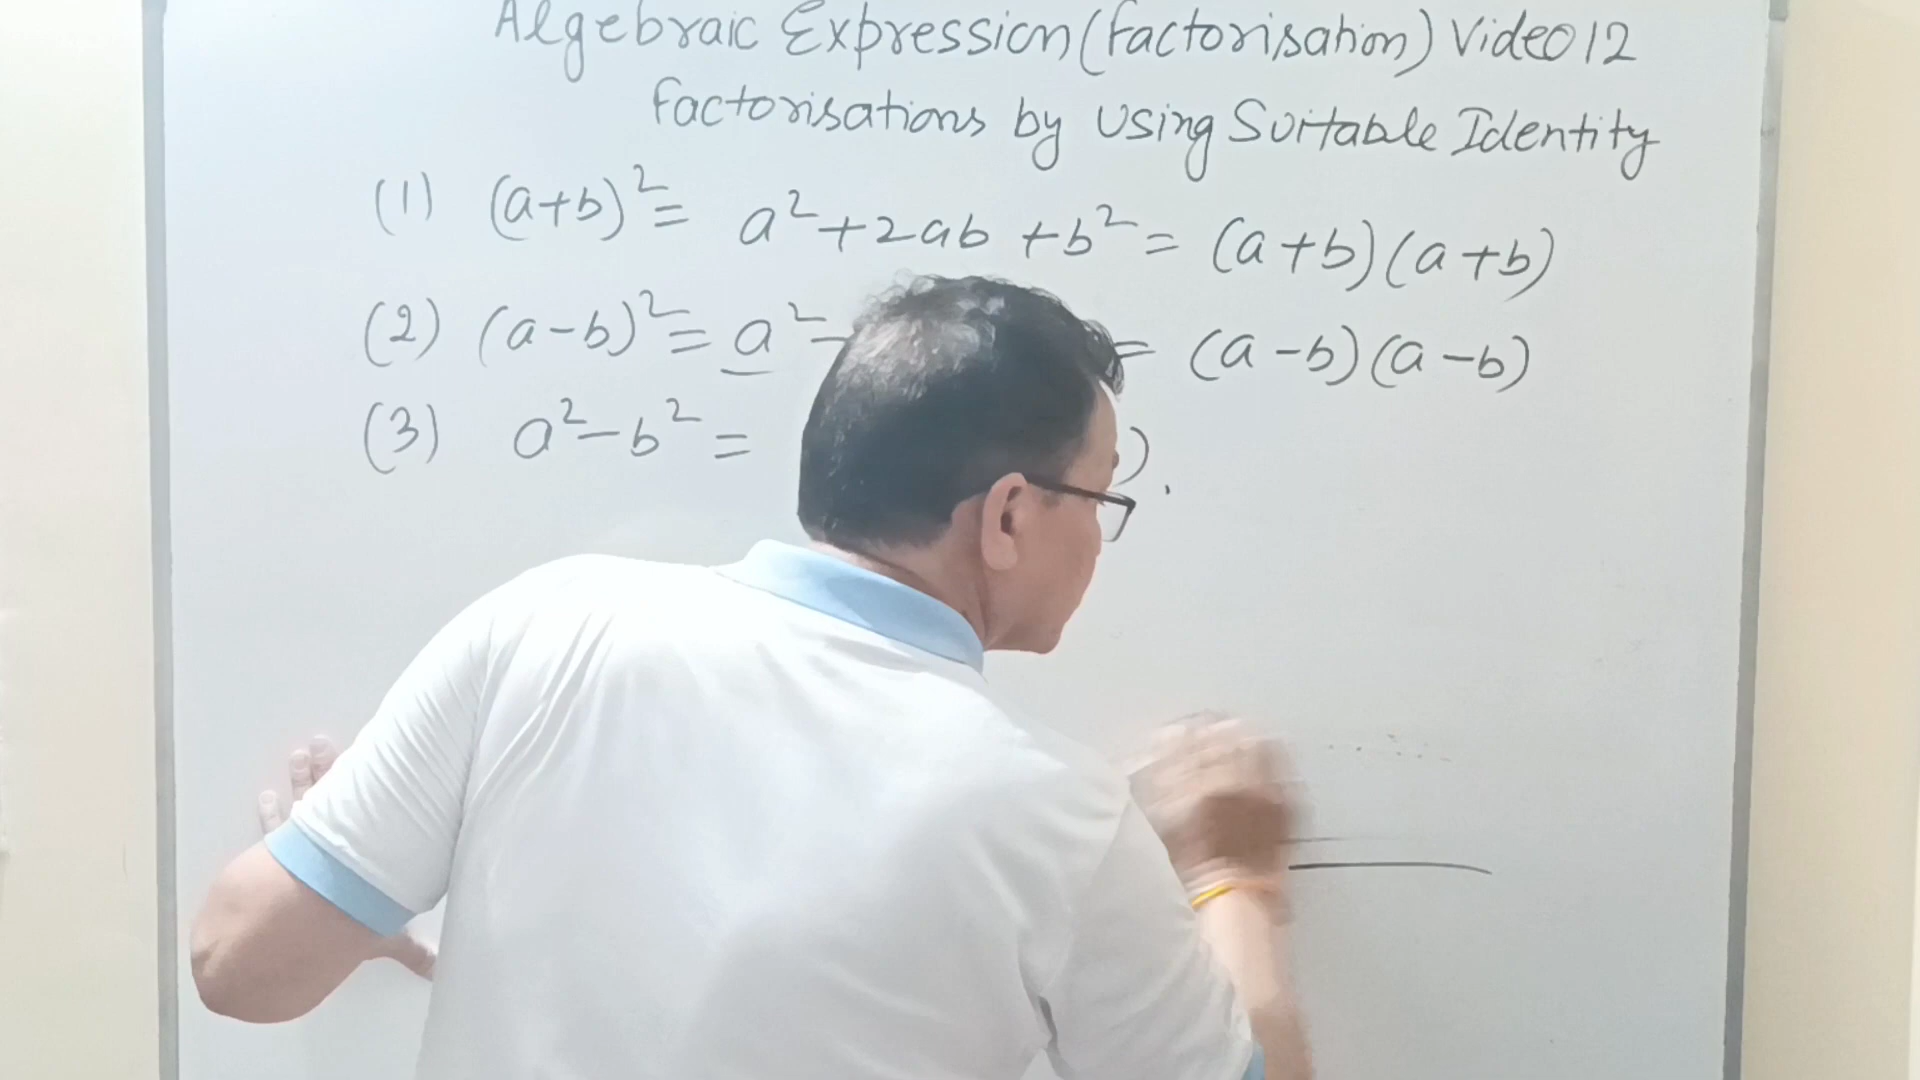 Algebraic Expression (factorisation) Video 12
factorisations by Using Suitable Identity
(1) (a+b)² = a² + 2ab + b² = (a+b)(a+b)
(2) (a-b)² = a² - = (a-b)(a-b)
(3) a² - b² = ).